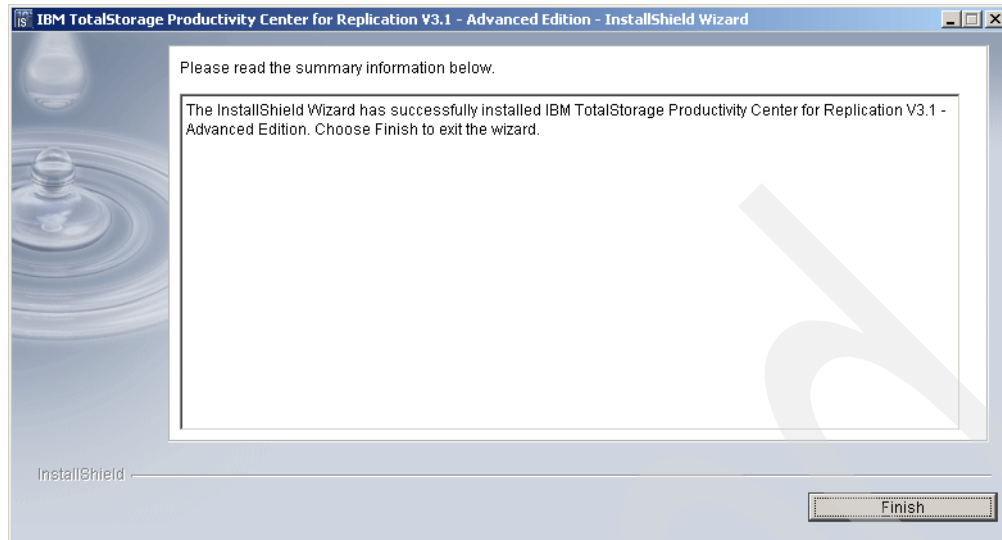 IBM TotalStorage Productivity Center for Replication V3.1 - Advanced Edition - InstallShield Wizard
Please read the summary information below.
The InstallShield Wizard has successfully installed IBM TotalStorage Productivity Center for Replication V3.1 -
Advanced Edition. Choose Finish to exit the wizard.
InstallShield
Finish